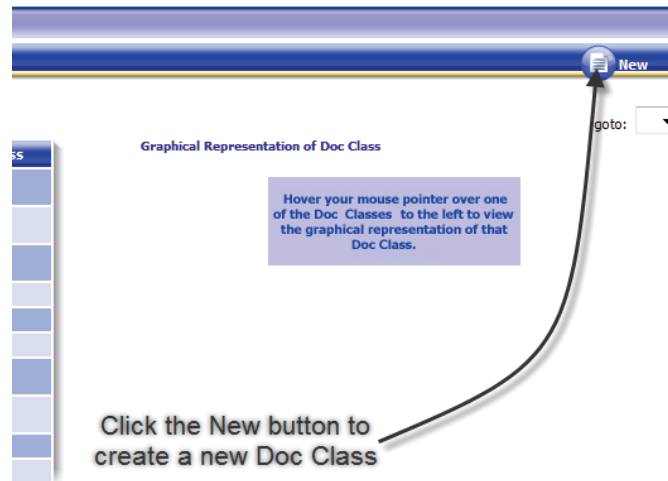 New
goto:
ss
Graphical Representation of Doc Class
Hover your mouse pointer over one
of the Doc Classes to the left to view
the graphical representation of that
Doc Class.
Click the New button to
create a new Doc Class